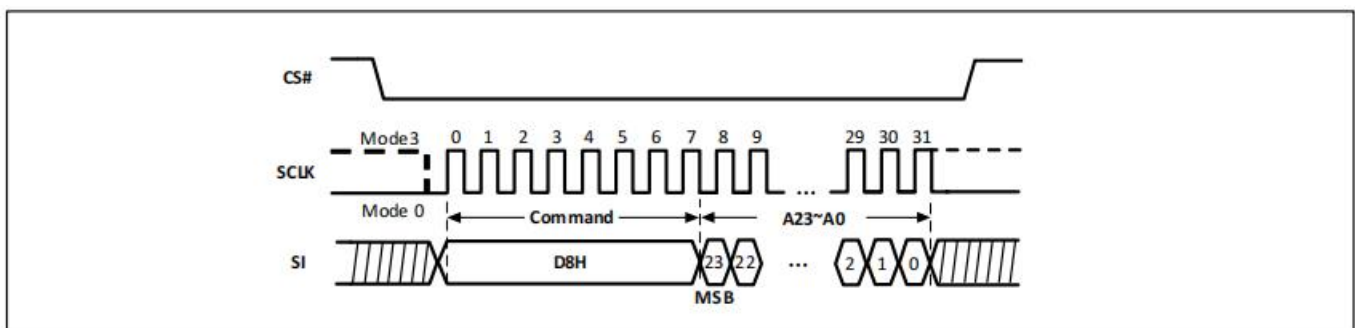 CS#
Mode3 0 1 2 3 4 5 6 7 8 9 29 30 31
SCLK ...
Mode 0 Command A23~A0
SI D8H 23 22 ... 2 1 0
MSB